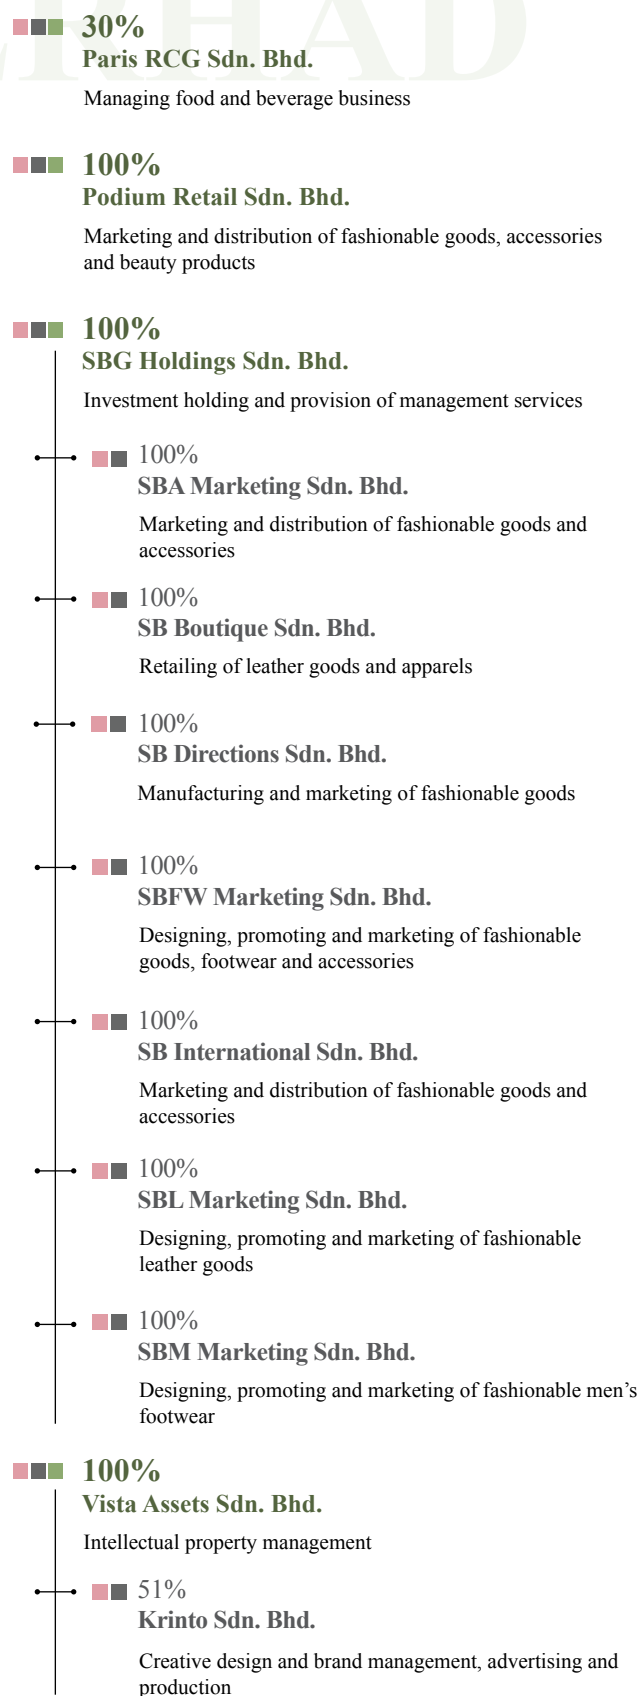 ERHAD
30%
Paris RCG Sdn. Bhd.
Managing food and beverage business
100%
Podium Retail Sdn. Bhd.
Marketing and distribution of fashionable goods, accessories
and beauty products
100%
SBG Holdings Sdn. Bhd.
Investment holding and provision of management services
100%
SBA Marketing Sdn. Bhd.
Marketing and distribution of fashionable goods and
accessories
100%
SB Boutique Sdn. Bhd.
Retailing of leather goods and apparels
100%
SB Directions Sdn. Bhd.
Manufacturing and marketing of fashionable goods
100%
SBFW Marketing Sdn. Bhd.
Designing, promoting and marketing of fashionable
goods, footwear and accessories
100%
SB International Sdn. Bhd.
Marketing and distribution of fashionable goods and
accessories
100%
SBL Marketing Sdn. Bhd.
Designing, promoting and marketing of fashionable
leather goods
100%
SBM Marketing Sdn. Bhd.
Designing, promoting and marketing of fashionable men’s
footwear
100%
Vista Assets Sdn. Bhd.
Intellectual property management
51%
Krinto Sdn. Bhd.
Creative design and brand management, advertising and
production